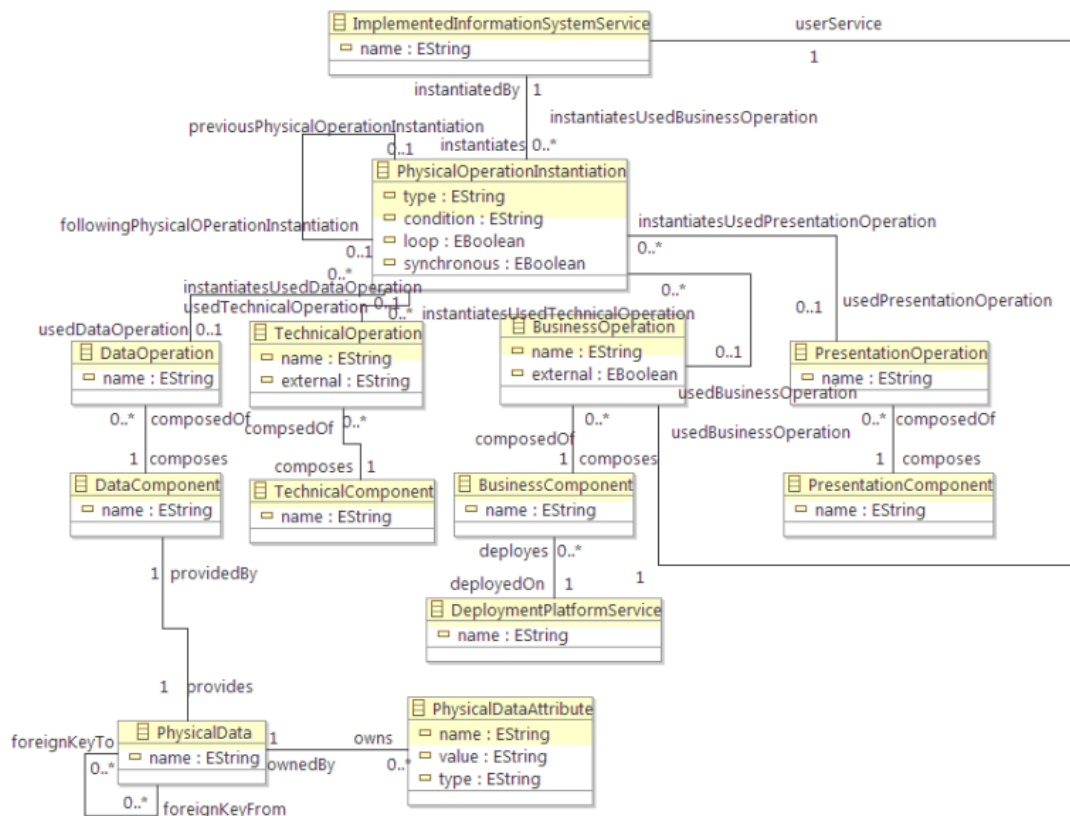 ImplementedInformationSystemService
name : EString
userService
1
instantiatedBy 1
instantiatesUsedBusinessOperation
previousPhysicalOperationInstantiation
0..1
instantiates 0..*
PhysicalOperationInstantiation
type : EString
condition : EString
loop : EBoolean
synchronous : EBoolean
followingPhysicalOPerationInstantiation
0..1
instantiatesUsedPresentationOperation
0..*
0..*
instantiatesUsedDataOperation
0..1
0..*
usedTechnicalOperation
0..*
instantiatesUsedTechnicalOperation
0..1
usedPresentationOperation
usedDataOperation 0..1
DataOperation
name : EString
TechnicalOperation
name : EString
external : EString
BusinessOperation
name : EString
external : EBoolean
0..1
PresentationOperation
name : EString
usedBusinessOperation
usedBusinessOperation
0..* composedOf
0..*
compsedOf
0..*
composedOf
0..* composedOf
1 composes
composes 1
1 composes
1 composes
DataComponent
name : EString
TechnicalComponent
name : EString
BusinessComponent
name : EString
PresentationComponent
name : EString
deployes 0..*
1 providedBy
deployedOn 1
1
DeploymentPlatformService
name : EString
1 provides
PhysicalData
name : EString
foreignKeyTo
0..*
0..*
foreignKeyFrom
1
owns
ownedBy
0..*
PhysicalDataAttribute
name : EString
value : EString
type : EString